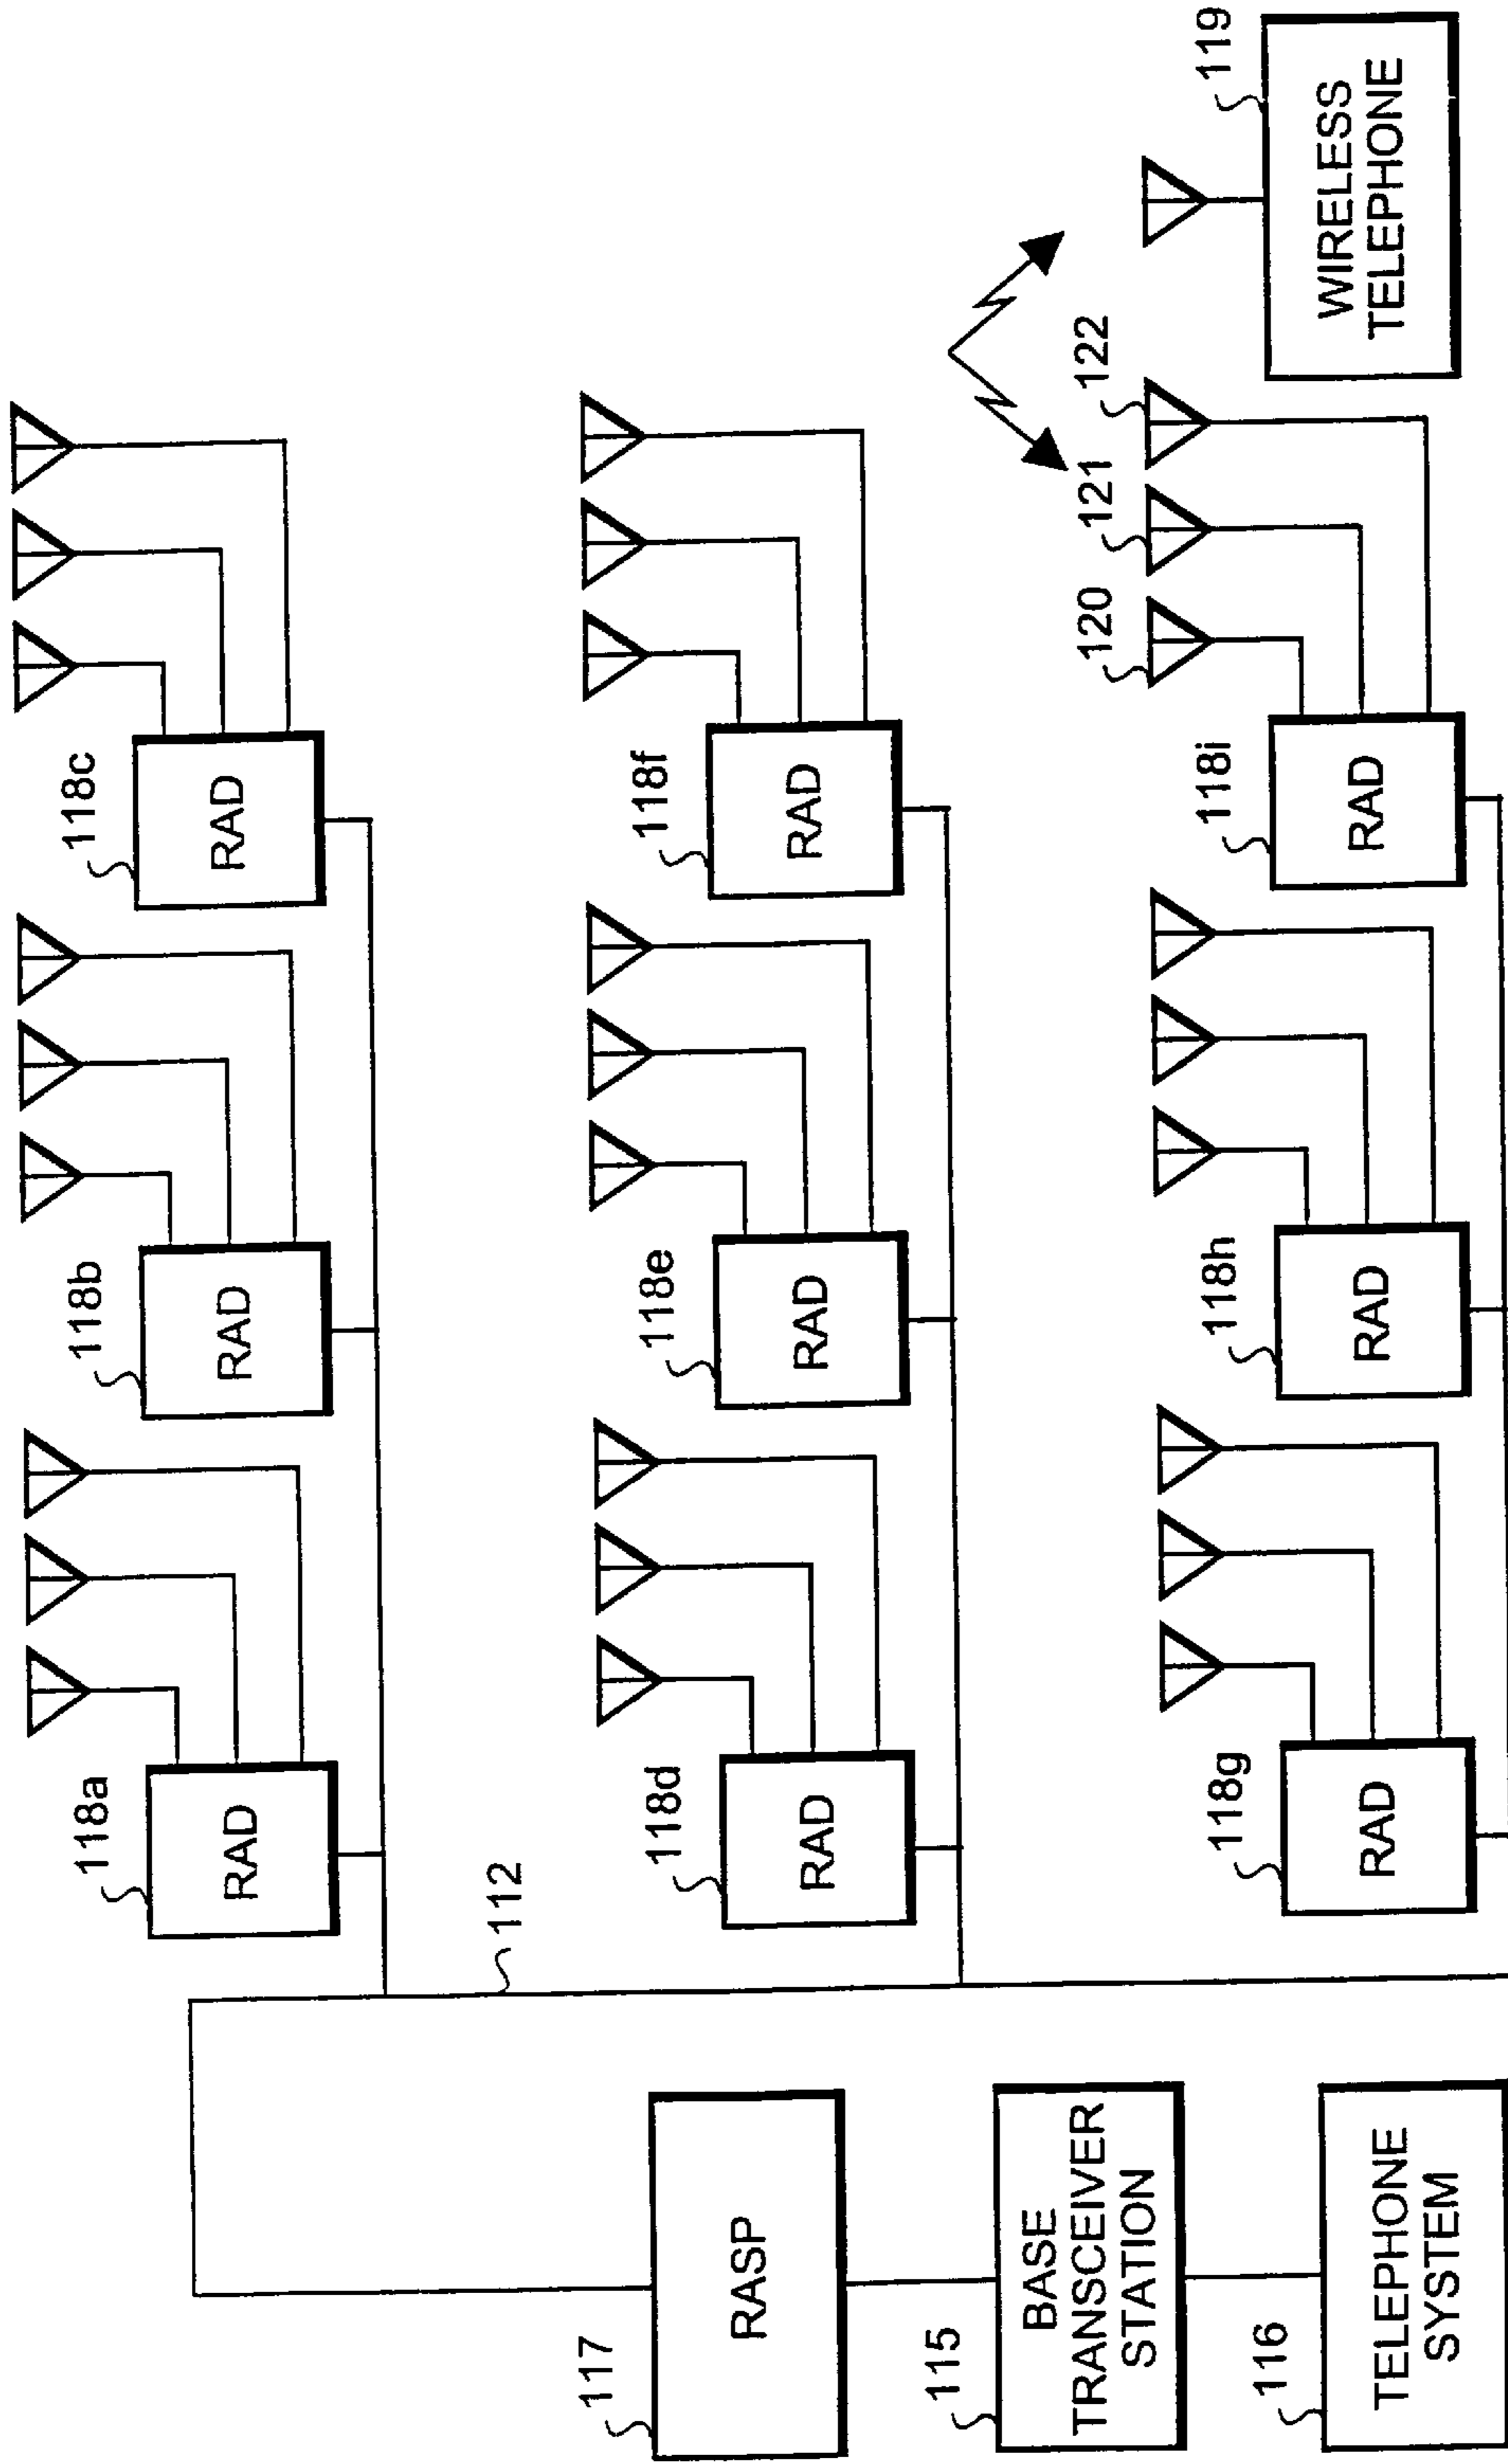 118a
RAD
118b
RAD
118c
RAD
112
118d
RAD
118e
RAD
118f
RAD
117
RASP
115
BASE
TRANSCEIVER
STATION
116
TELEPHONE
SYSTEM
118g
RAD
118h
RAD
118i
RAD
120
121
122
119
WIRELESS
TELEPHONE